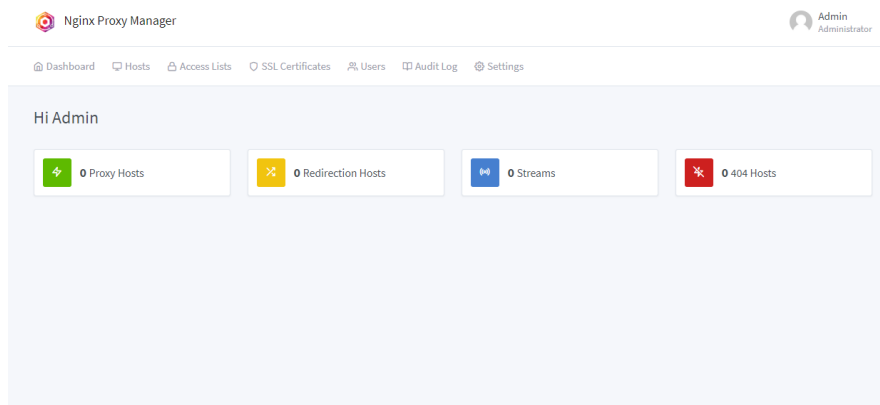 Nginx Proxy Manager
Admin
Administrator
Dashboard Hosts Access Lists SSL Certificates Users Audit Log Settings
Hi Admin
0 Proxy Hosts 0 Redirection Hosts 0 Streams 0 404 Hosts